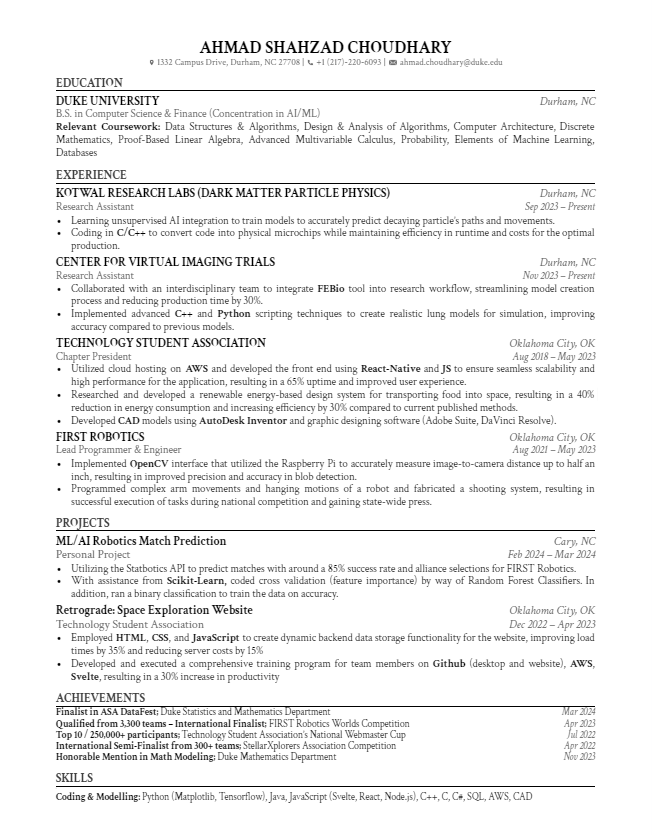 AHMAD SHAHZAD CHOUDHARY
1332 Campus Drive, Durham, NC 27708 | +1 (217)-220-6093 | ahmad.choudhary@duke.edu
EDUCATION
DUKE UNIVERSITY Durham, NC
B.S. in Computer Science & Finance (Concentration in AI/ML)
Relevant Coursework: Data Structures & Algorithms, Design & Analysis of Algorithms, Computer Architecture, Discrete
Mathematics, Proof-Based Linear Algebra, Advanced Multivariable Calculus, Probability, Elements of Machine Learning,
Databases
EXPERIENCE
KOTWAL RESEARCH LABS (DARK MATTER PARTICLE PHYSICS) Durham, NC
Research Assistant Sep 2023 – Present
• Learning unsupervised AI integration to train models to accurately predict decaying particle's paths and movements.
• Coding in C/C++ to convert code into physical microchips while maintaining efficiency in runtime and costs for the optimal
production.
CENTER FOR VIRTUAL IMAGING TRIALS Durham, NC
Research Assistant Nov 2023 – Present
• Collaborated with an interdisciplinary team to integrate FEBio tool into research workflow, streamlining model creation
process and reducing production time by 30%.
• Implemented advanced C++ and Python scripting techniques to create realistic lung models for simulation, improving
accuracy compared to previous models.
TECHNOLOGY STUDENT ASSOCIATION Oklahoma City, OK
Chapter President Aug 2018 – May 2023
• Utilized cloud hosting on AWS and developed the front end using React-Native and JS to ensure seamless scalability and
high performance for the application, resulting in a 65% uptime and improved user experience.
• Researched and developed a renewable energy-based design system for transporting food into space, resulting in a 40%
reduction in energy consumption and increasing efficiency by 30% compared to current published methods.
• Developed CAD models using AutoDesk Inventor and graphic designing software (Adobe Suite, DaVinci Resolve).
FIRST ROBOTICS Oklahoma City, OK
Lead Programmer & Engineer Aug 2021 – May 2023
• Implemented OpenCV interface that utilized the Raspberry Pi to accurately measure image-to-camera distance up to half an
inch, resulting in improved precision and accuracy in blob detection.
• Programmed complex arm movements and hanging motions of a robot and fabricated a shooting system, resulting in
successful execution of tasks during national competition and gaining state-wide press.
PROJECTS
ML/AI Robotics Match Prediction Cary, NC
Personal Project Feb 2024 – Mar 2024
• Utilizing the Statbotics API to predict matches with around a 85% success rate and alliance selections for FIRST Robotics.
• With assistance from Scikit-Learn, coded cross validation (feature importance) by way of Random Forest Classifiers. In
addition, ran a binary classification to train the data on accuracy.
Retrograde: Space Exploration Website Oklahoma City, OK
Technology Student Association Dec 2022 – Apr 2023
• Employed HTML, CSS, and JavaScript to create dynamic backend data storage functionality for the website, improving load
times by 35% and reducing server costs by 15%
• Developed and executed a comprehensive training program for team members on Github (desktop and website), AWS,
Svelte, resulting in a 30% increase in productivity
ACHIEVEMENTS
Finalist in ASA DataFest; Duke Statistics and Mathematics Department Mar 2024
Qualified from 3,300 teams – International Finalist; FIRST Robotics Worlds Competition Apr 2023
Top 10 / 250,000+ participants; Technology Student Association's National Webmaster Cup Jul 2022
International Semi-Finalist from 300+ teams; StellarXplorers Association Competition Apr 2022
Honorable Mention in Math Modeling; Duke Mathematics Department Nov 2023
SKILLS
Coding & Modelling: Python (Matplotlib, Tensorflow), Java, JavaScript (Svelte, React, Node.js), C++, C, C#, SQL, AWS, CAD